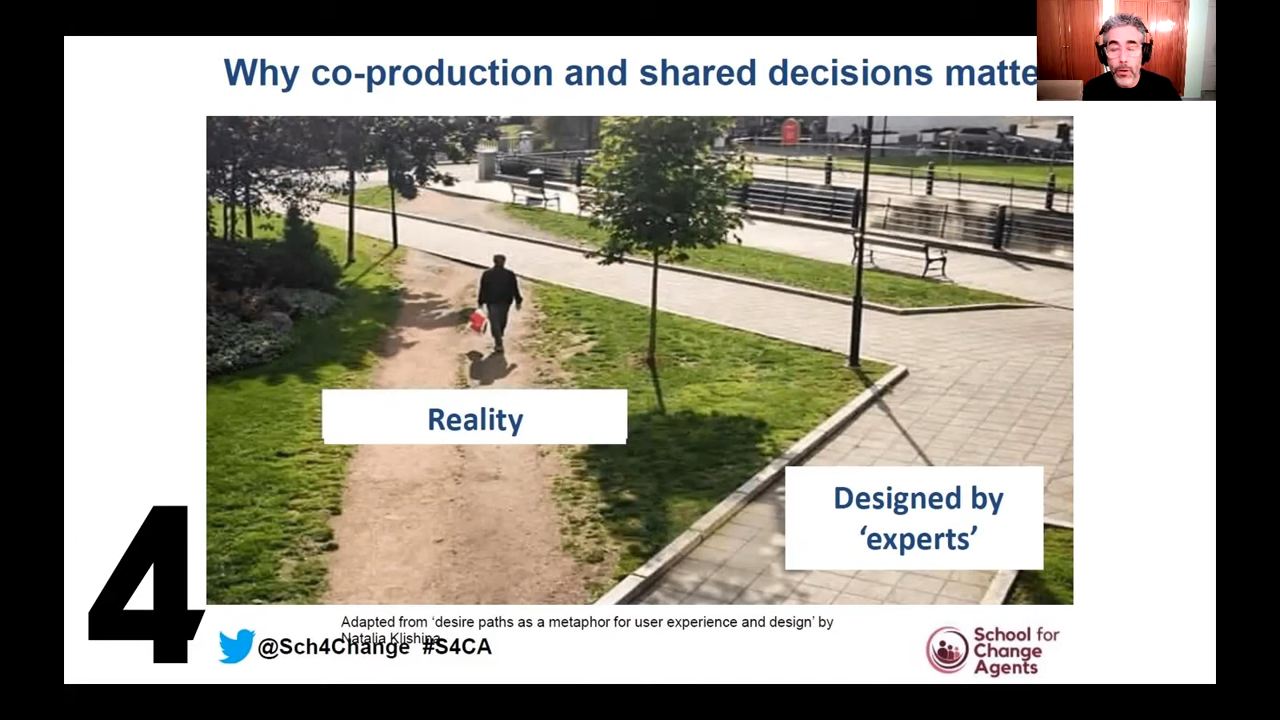 Why co-production and shared decisions matte
Reality
Designed by
‘experts’
4
Adapted from ‘desire paths as a metaphor for user experience and design’ by
Natalia Klishina
@Sch4Change #S4CA
School for
Change
Agents